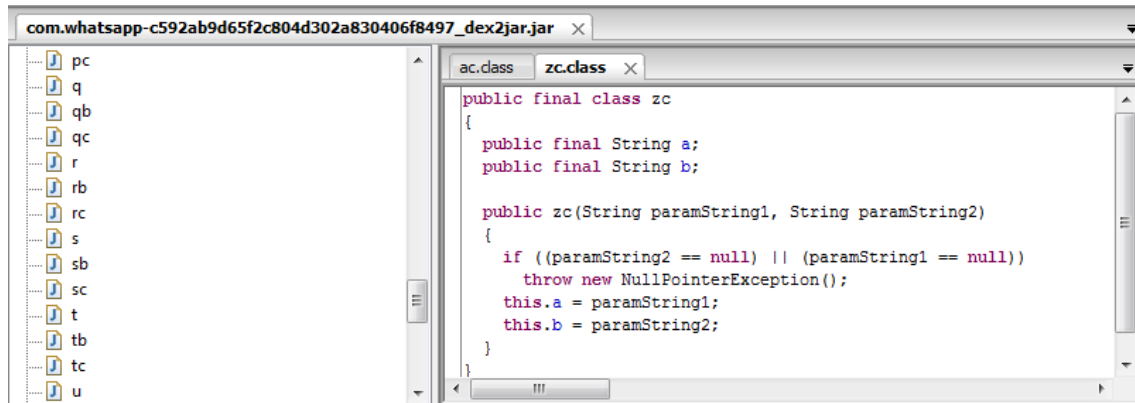 com.whatsapp-c592ab9d65f2c804d302a830406f8497_dex2jar.jar
pc
q
qb
qc
r
rb
rc
s
sb
sc
t
tb
tc
u
ac.class zc.class
public final class zc
{
public final String a;
public final String b;
public zc(String paramString1, String paramString2)
{
if ((paramString2 == null) || (paramString1 == null))
throw new NullPointerException();
this.a = paramString1;
this.b = paramString2;
}
}